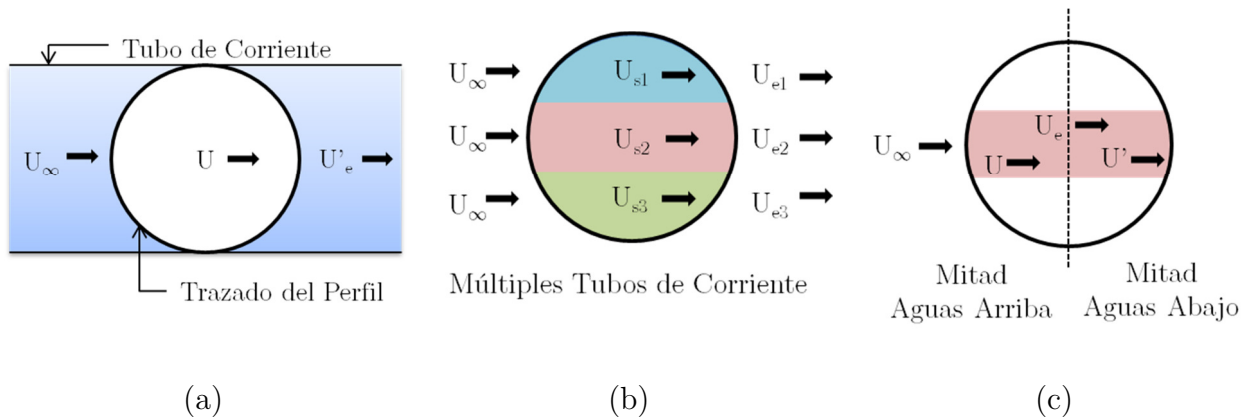 Tubo de Corriente
U∞
U
U'e
Trazado del Perfil
(a)
U∞
Us1
Ue1
U∞
Us2
Ue2
U∞
Us3
Ue3
Múltiples Tubos de Corriente
(b)
U∞
Ue
U
U'
Mitad
Aguas Arriba
Mitad
Aguas Abajo
(c)